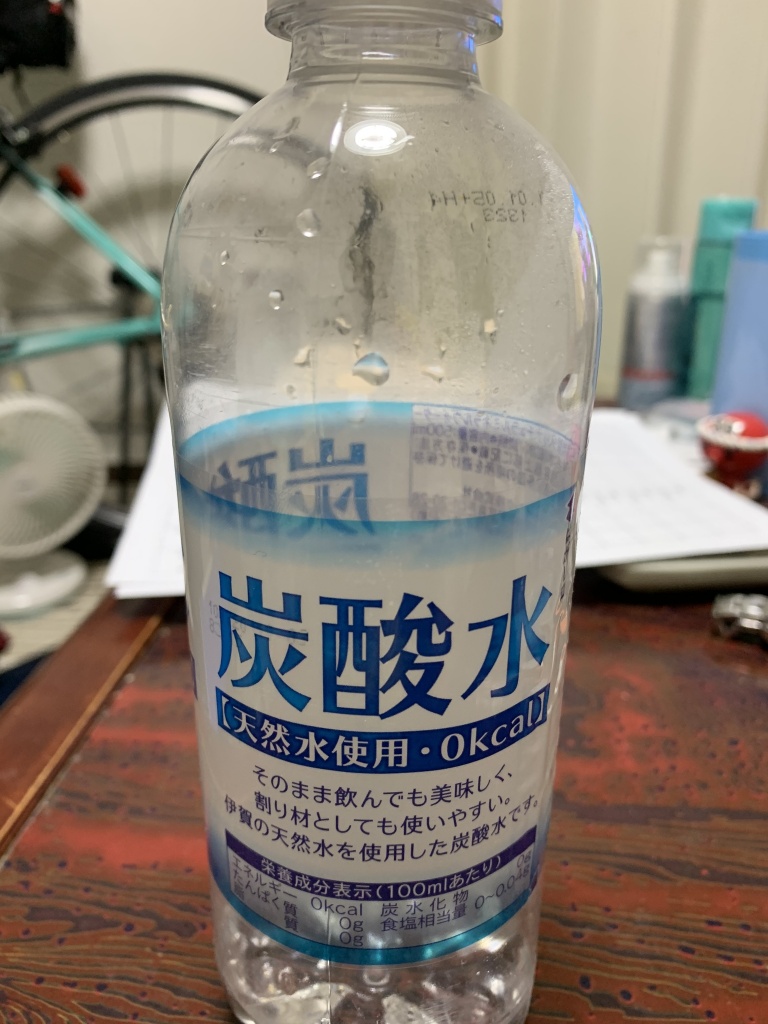 炭酸水
【天然水使用・0kcal】
そのまま飲んでも美味しく、
割り材としても使いやすい。
伊賀の天然水を使用した炭酸水です。
栄養成分表示(100mlあたり)
エネルギー 0kcal 炭水化物 0g
たんぱく質 0g 食塩相当量 0~0.04g
脂質 0g